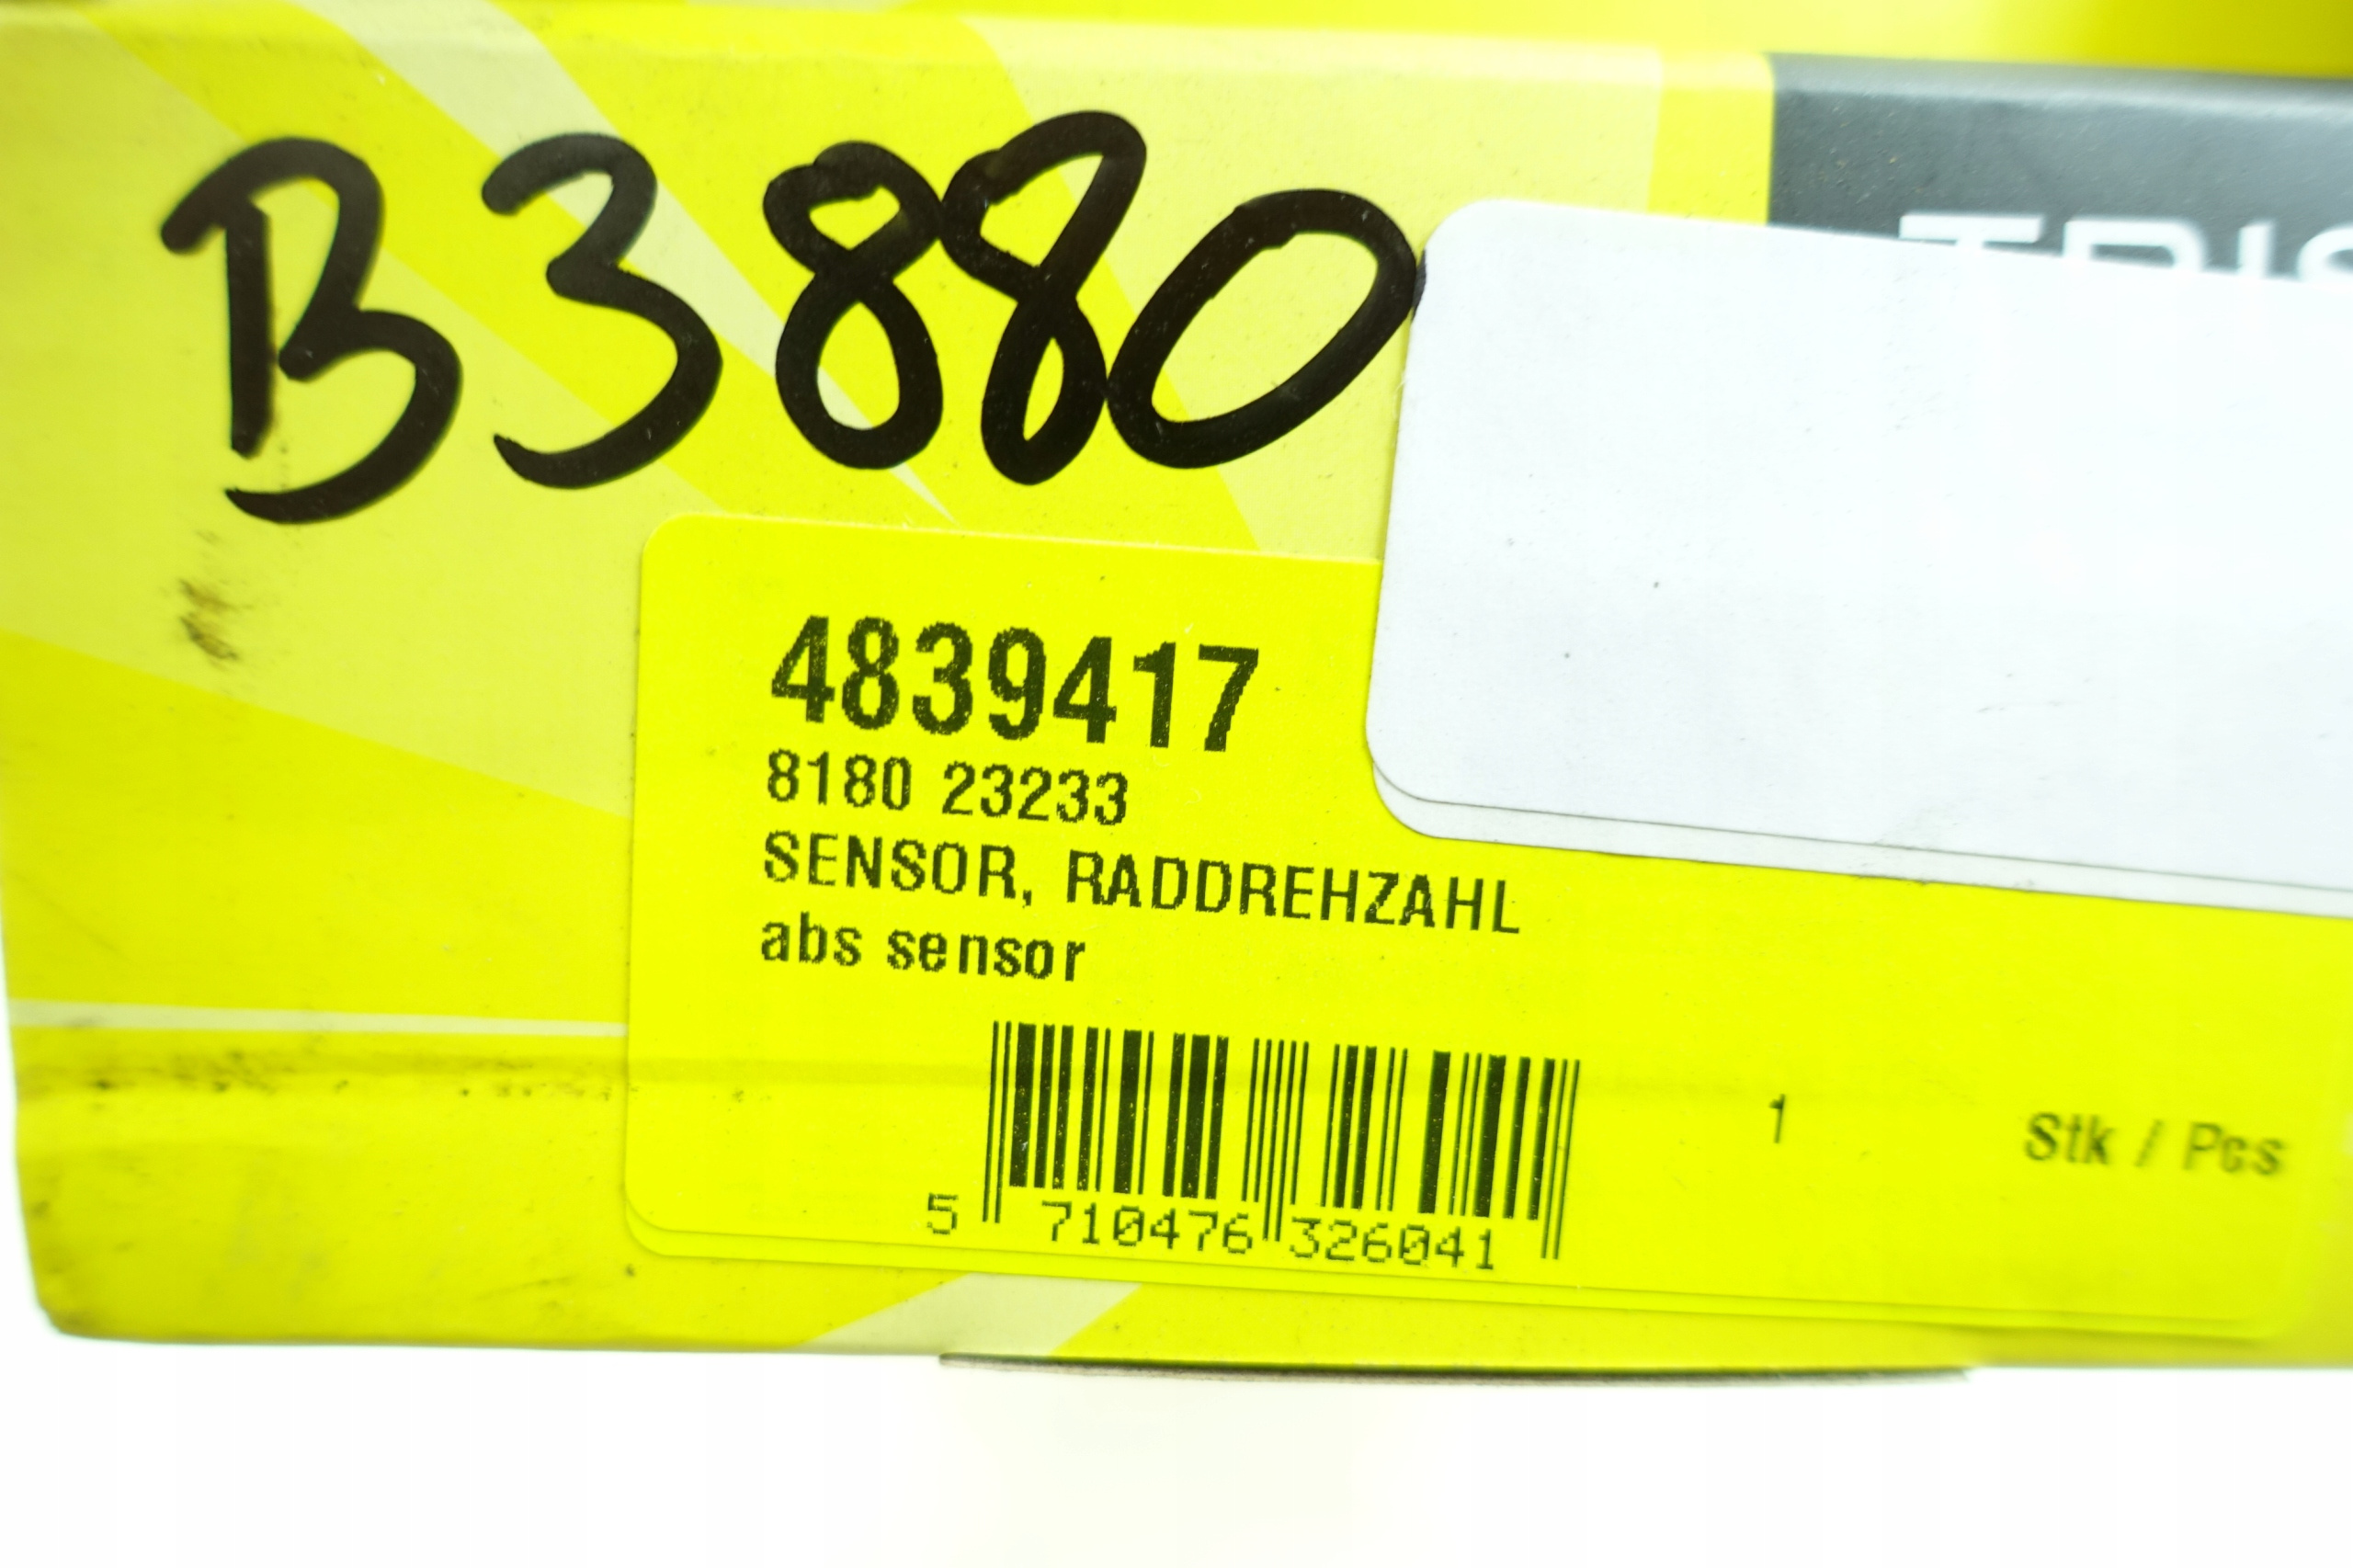 B3880
4839417
8180 23233
SENSOR, RADDREHZAHL
abs sensor
5 710476 326041
1 Stk / Pcs